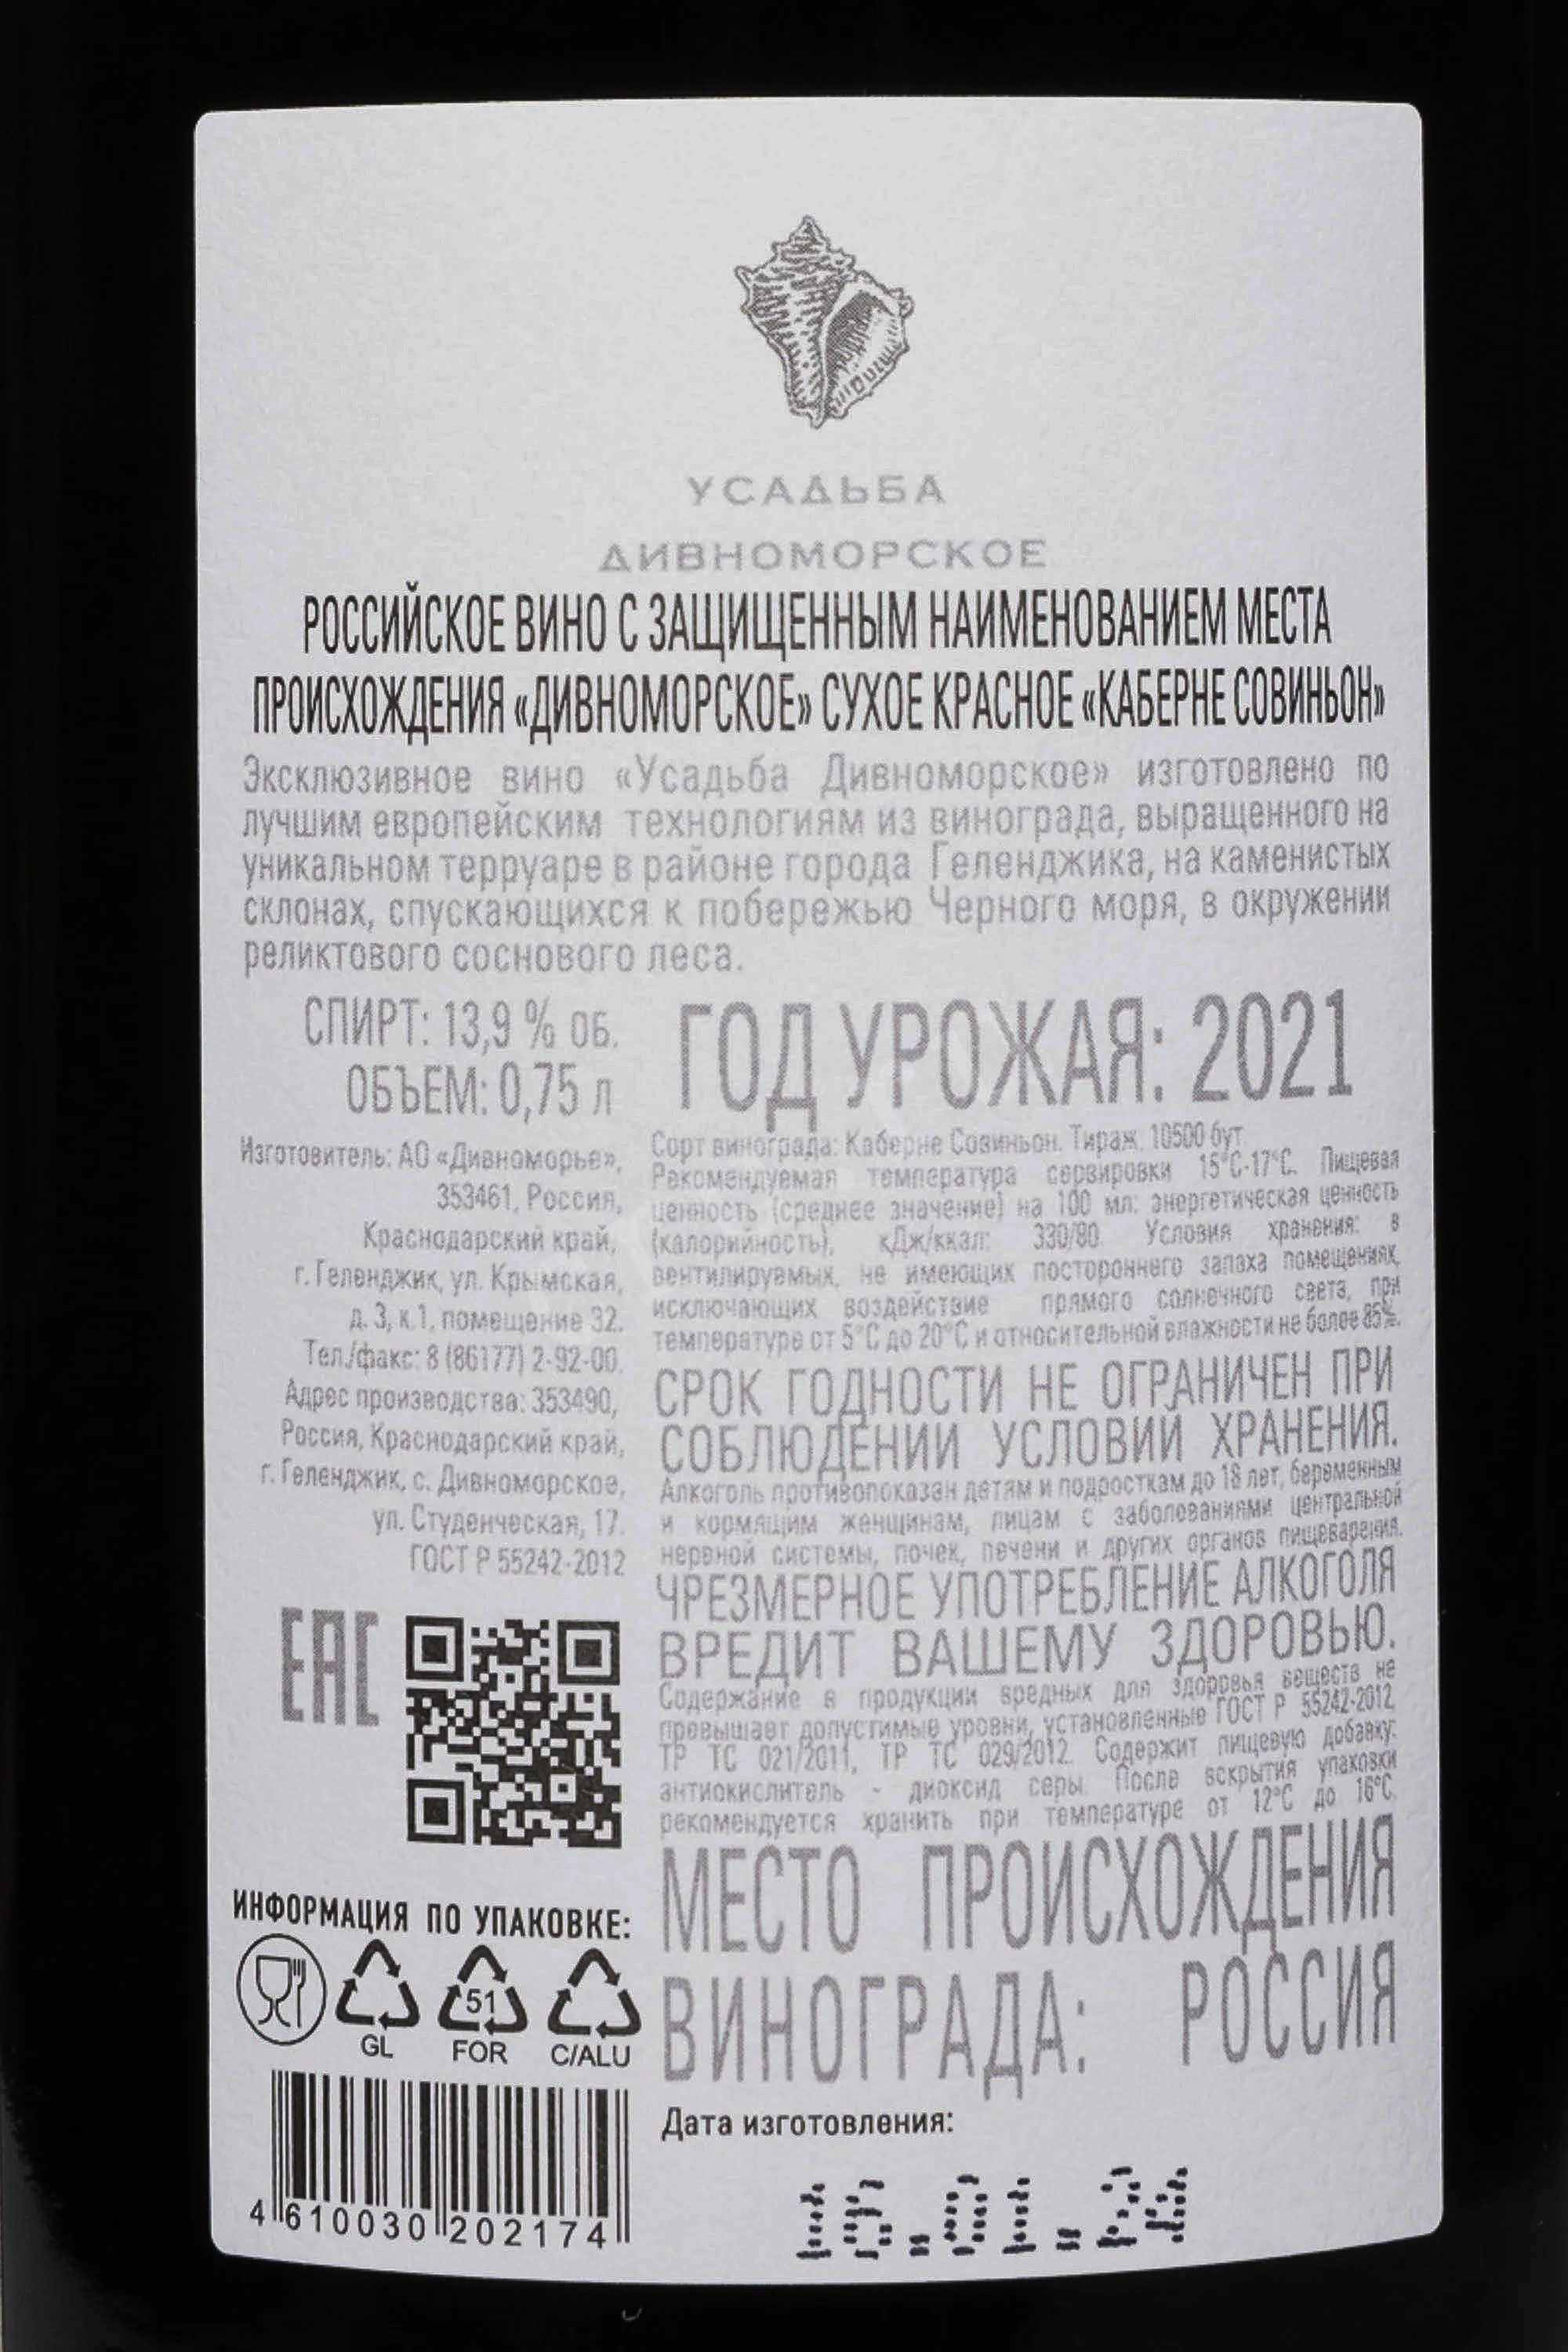 УСАДЬБА
ДИВНОМОРСКОЕ
РОССИЙСКОЕ ВИНО С ЗАЩИЩЕННЫМ НАИМЕНОВАНИЕМ МЕСТА
ПРОИСХОЖДЕНИЯ «ДИВНОМОРСКОЕ» СУХОЕ КРАСНОЕ «КАБЕРНЕ СОВИНЬОН»
Эксклюзивное вино «Усадьба Дивноморское» изготовлено по
лучшим европейским технологиям из винограда, выращенного на
уникальном терруаре в районе города Геленджика, на каменистых
склонах, спускающихся к побережью Черного моря, в окружении
реликтового соснового леса.
СПИРТ: 13,9 % ОБ.
ОБЪЕМ: 0,75 л
Изготовитель: АО «Дивноморье»,
353461, Россия,
Краснодарский край,
г. Геленджик, ул. Крымская,
д. 3, к.1, помещение 32.
Тел./факс: 8 (86177) 2-92-00.
Адрес производства: 353490,
Россия, Краснодарский край,
г. Геленджик, с. Дивноморское,
ул. Студенческая, 17.
ГОСТ Р 55242-2012
EAC
ИНФОРМАЦИЯ ПО УПАКОВКЕ:
51
GL FOR C/ALU
4 610030 202174
ГОД УРОЖАЯ: 2021
Сорт винограда: Каберне Совиньон. Тираж: 10500 бут.
Рекомендуемая температура сервировки 15°C-17°C. Пищевая
ценность (среднее значение) на 100 мл: энергетическая ценность
(калорийность), кДж/ккал: 330/80. Условия хранения: в
вентилируемых, не имеющих постороннего запаха помещениях,
исключающих воздействие прямого солнечного света, при
температуре от 5°C до 20°C и относительной влажности не более 85%.
СРОК ГОДНОСТИ НЕ ОГРАНИЧЕН ПРИ
СОБЛЮДЕНИИ УСЛОВИЙ ХРАНЕНИЯ.
Алкоголь противопоказан детям и подросткам до 18 лет, беременным
и кормящим женщинам, лицам с заболеваниями центральной
нервной системы, почек, печени и других органов пищеварения.
ЧРЕЗМЕРНОЕ УПОТРЕБЛЕНИЕ АЛКОГОЛЯ
ВРЕДИТ ВАШЕМУ ЗДОРОВЬЮ.
Содержание в продукции вредных для здоровья веществ не
превышает допустимые уровни, установленные ГОСТ Р 55242-2012,
ТР ТС 021/2011, ТР ТС 029/2012. Содержит пищевую добавку:
антиокислитель - диоксид серы. После вскрытия упаковки
рекомендуется хранить при температуре от 12°C до 16°C.
МЕСТО ПРОИСХОЖДЕНИЯ
ВИНОГРАДА: РОССИЯ
Дата изготовления: